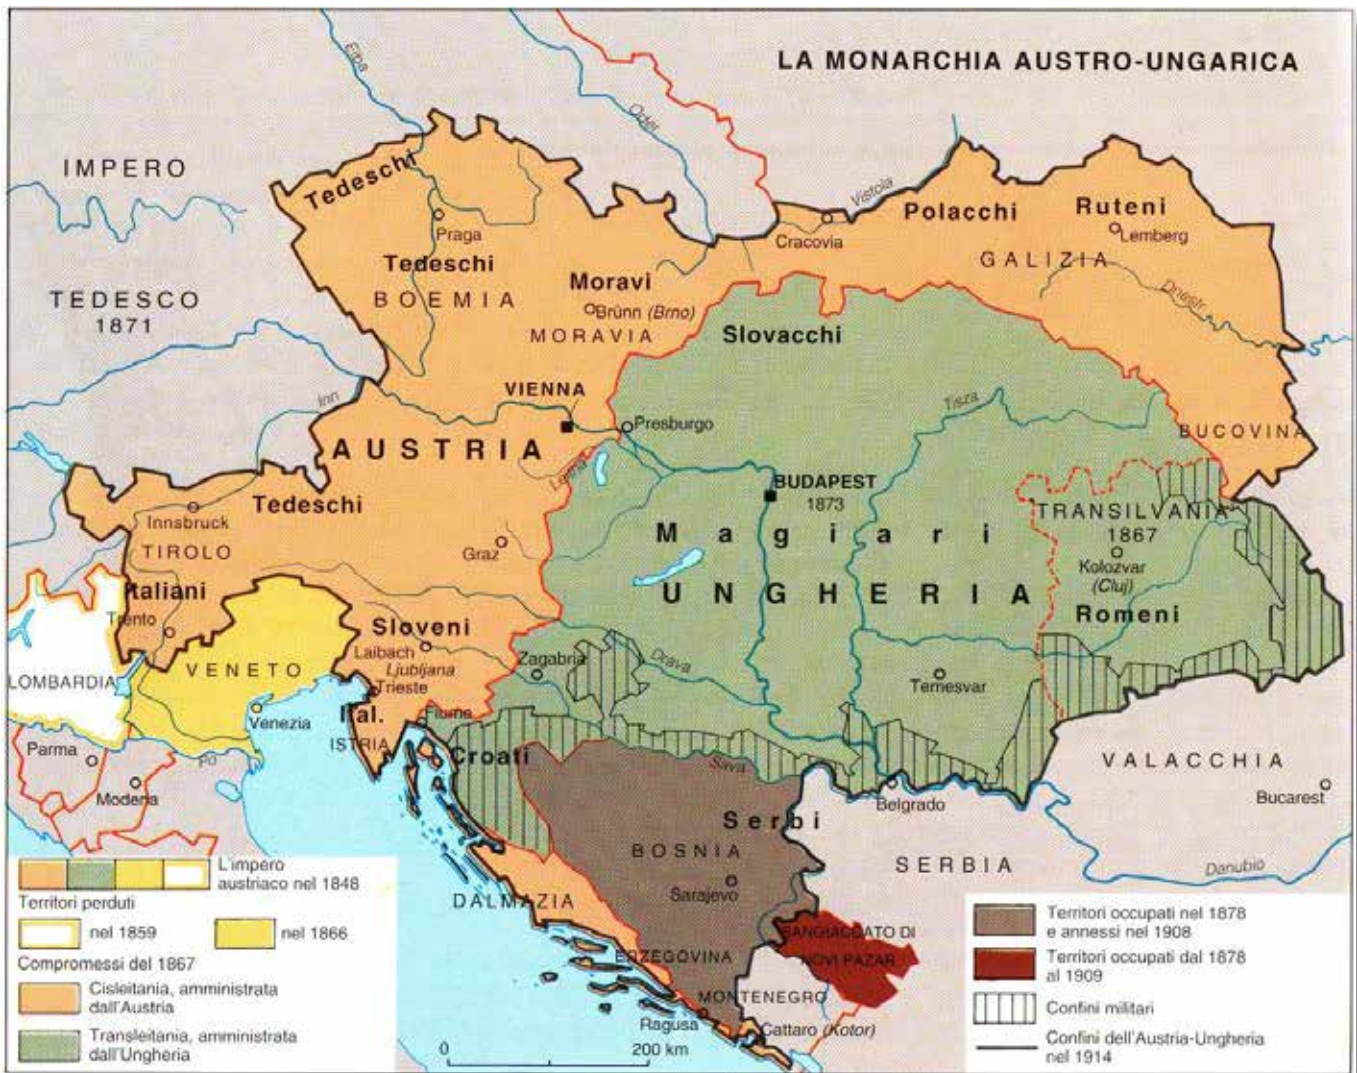 LA MONARCHIA AUSTRO-UNGARICA
Elba
Oder
IMPERO
TEDESCO
1871
Tedeschi
Praga
Tedeschi
BOEMIA
Moravi
Brünn (Brno)
MORAVIA
Cracovia
Vistola
Polacchi
Ruteni
Lemberg
GALIZIA
Dniestr
Slovacchi
VIENNA
Inn
AUSTRIA
Presburgo
Leitha
Tisza
BUCOVINA
Tedeschi
Innsbruck
TIROLO
Graz
BUDAPEST
1873
Magiari
UNGHERIA
TRANSILVANIA
1867
Kolozvar
(Cluj)
Romeni
Italiani
Trento
Sloveni
Laibach
Ljubljana
Trieste
Zagabria
Drava
Temesvar
LOMBARDIA
VENETO
Venezia
Ital.
ISTRIA
Fiume
Croati
Parma
Modena
Po
Sava
Belgrado
VALACCHIA
Bucarest
Serbi
BOSNIA
Sarajevo
SERBIA
Danubio
DALMAZIA
ERZEGOVINA
SANGIACCATO DI
NOVI PAZAR
MONTENEGRO
Ragusa
Cattaro (Kotor)
0 200 km
L'impero
austriaco nel 1848
Territori perduti
nel 1859 nel 1866
Compromessi del 1867
Cisleitania, amministrata
dall'Austria
Transleitania, amministrata
dall'Ungheria
Territori occupati nel 1878
e annessi nel 1908
Territori occupati dal 1878
al 1909
Confini militari
Confini dell'Austria-Ungheria
nel 1914